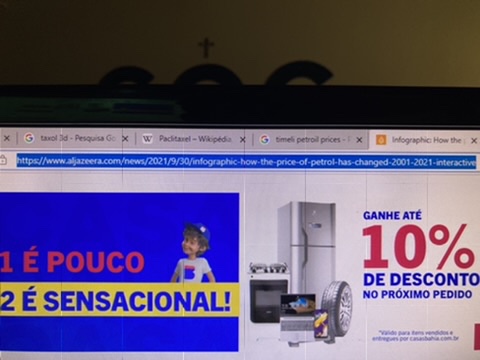 taxol 3d - Pesquisa Go
Paclitaxel – Wikipédia,
timeli petroil prices -
Infographic: How the
https://www.aljazeera.com/news/2021/9/30/infographic-how-the-price-of-petrol-has-changed-2001-2021-interactive
1 É POUCO
2 É SENSACIONAL!
GANHE ATÉ
10%
DE DESCONTO
NO PRÓXIMO PEDIDO
*Válido para itens vendidos e
entregues por casasbahia.com.br